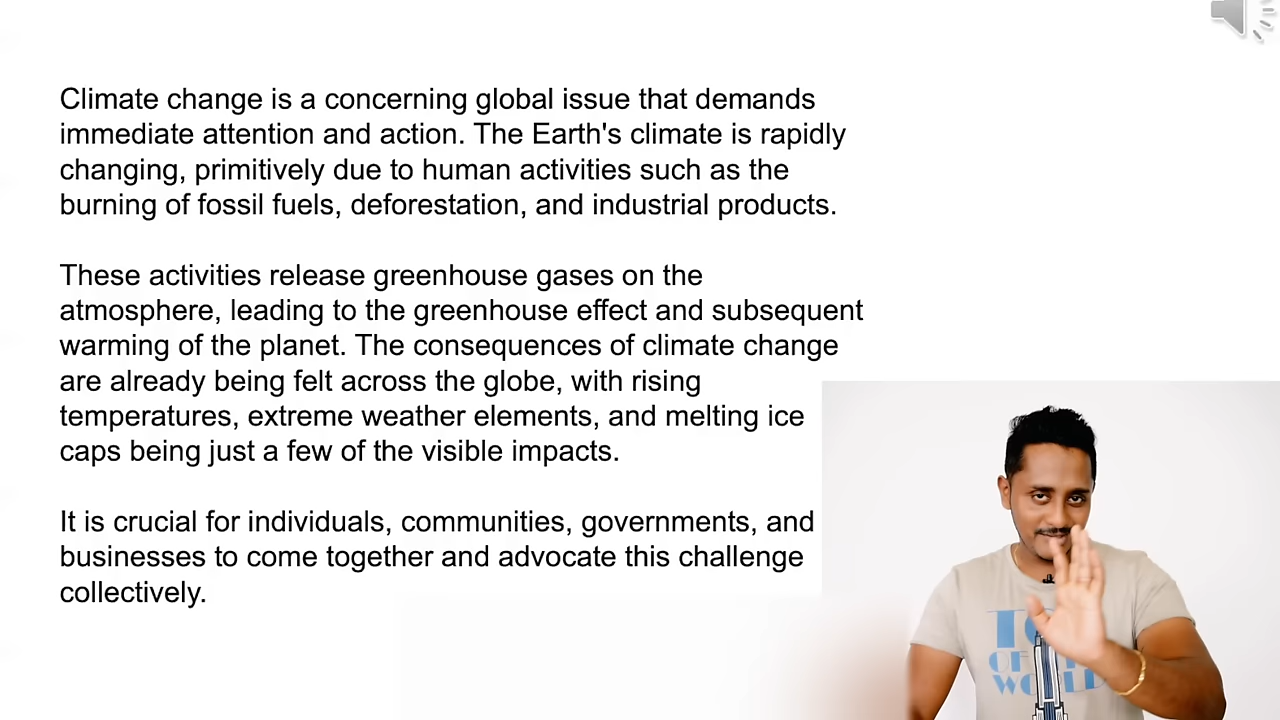 Climate change is a concerning global issue that demands
immediate attention and action. The Earth's climate is rapidly
changing, primitively due to human activities such as the
burning of fossil fuels, deforestation, and industrial products.
These activities release greenhouse gases on the
atmosphere, leading to the greenhouse effect and subsequent
warming of the planet. The consequences of climate change
are already being felt across the globe, with rising
temperatures, extreme weather elements, and melting ice
caps being just a few of the visible impacts.
It is crucial for individuals, communities, governments, and
businesses to come together and advocate this challenge
collectively.
OF
WORLD